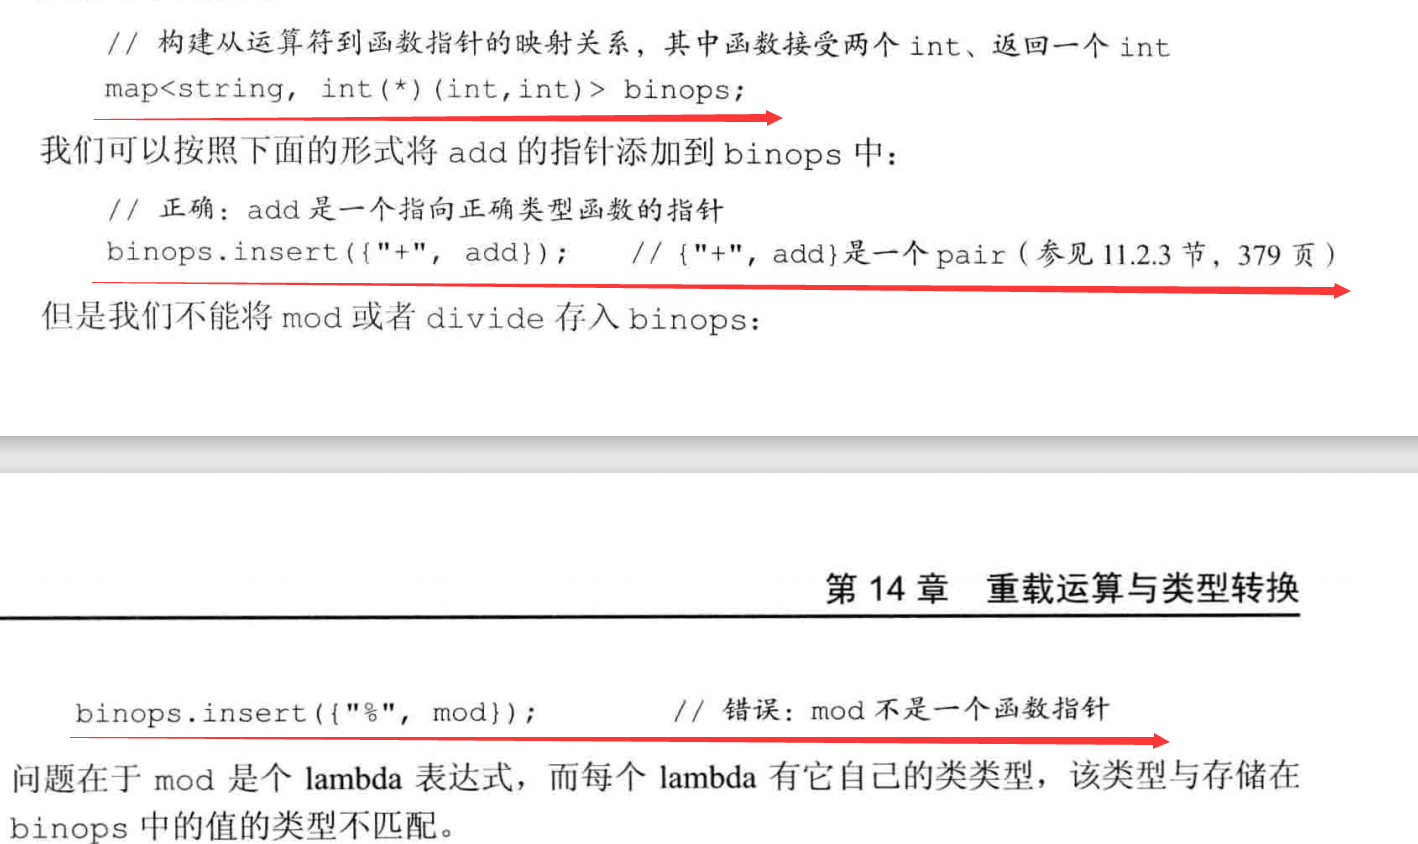 // 构建从运算符到函数指针的映射关系，其中函数接受两个 int、返回一个 int
map<string, int(*)(int,int)> binops;
我们可以按照下面的形式将 add 的指针添加到 binops 中：
// 正确：add 是一个指向正确类型函数的指针
binops.insert({"+", add}); // {"+", add}是一个 pair（参见 11.2.3 节，379 页）
但是我们不能将 mod 或者 divide 存入 binops：
第 14 章 重载运算与类型转换
binops.insert({"%", mod}); // 错误：mod 不是一个函数指针
问题在于 mod 是个 lambda 表达式，而每个 lambda 有它自己的类类型，该类型与存储在
binops 中的值的类型不匹配。